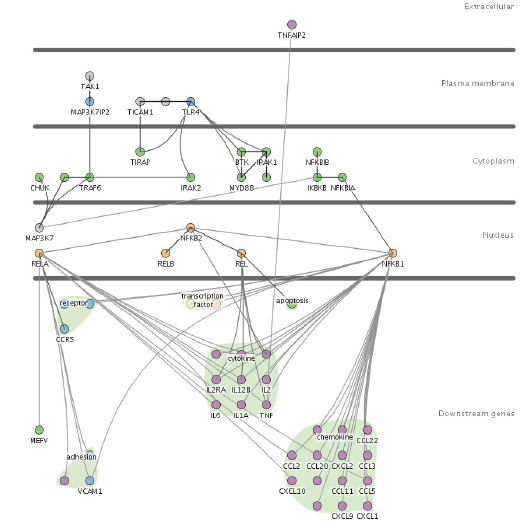 Extracellular
TNFAIP2
Plasma membrane
TAK1
MAP3K7IP2
TICAM1
TLR4
Cytoplasm
TIRAP
BTK
IRAK1
NFKBIB
CHUK
TRAF6
IRAK2
MYD88
IKBKB
NFKBIA
Nucleus
MAP3K7
NFKB2
RELA
RELB
REL
NFKB1
receptor
transcription
factor
apoptosis
CCR5
cytokine
IL2RA
IL12B
IL2
IL6
IL1A
TNF
MEFV
chemokine
CCL22
Downstream genes
adhesion
CCL2
CCL20
CXCL2
CCL3
VCAM1
CXCL10
CCL11
CCL5
CXCL9
CXCL1